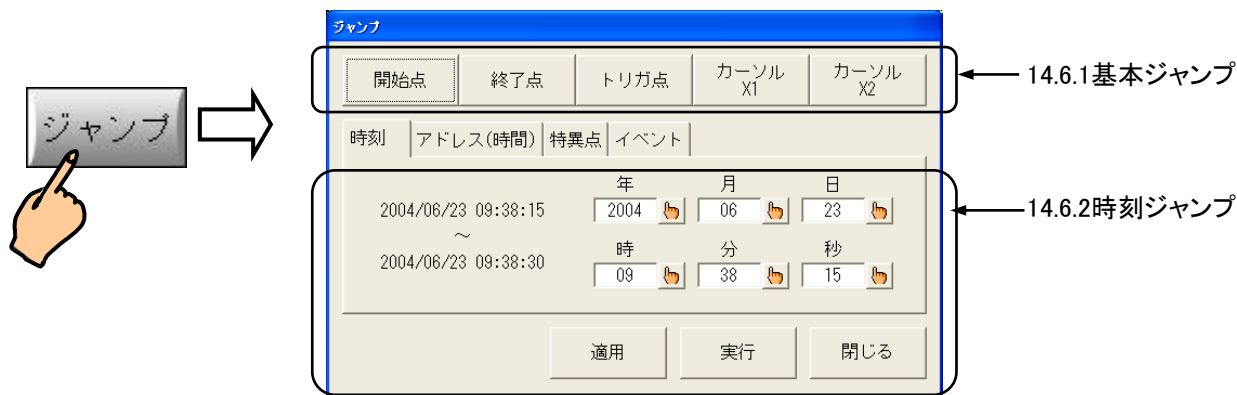 ジャンプ
ジャンプ
開始点
終了点
トリガ点
カーソル
X1
カーソル
X2
14.6.1基本ジャンプ
時刻
アドレス(時間)
特異点
イベント
年
月
日
2004/06/23 09:38:15
2004
06
23
14.6.2時刻ジャンプ
～
時
分
秒
2004/06/23 09:38:30
09
38
15
適用
実行
閉じる